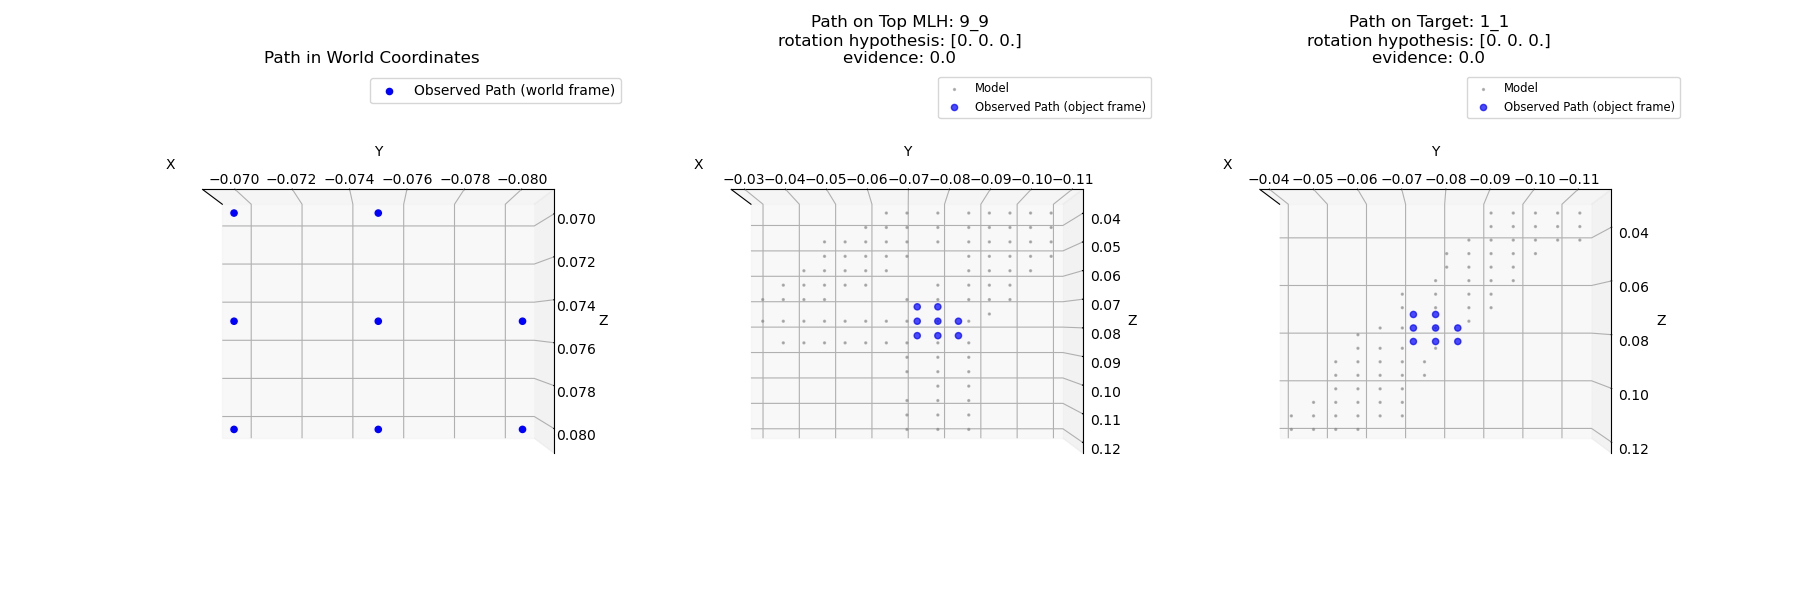 Path in World Coordinates
Observed Path (world frame)
X
Y
−0.070 −0.072 −0.074 −0.076 −0.078 −0.080
0.070
0.072
0.074
Z
0.076
0.078
0.080
Path on Top MLH: 9_9
rotation hypothesis: [0. 0. 0.]
evidence: 0.0
Model
Observed Path (object frame)
X
Y
−0.03 −0.04 −0.05 −0.06 −0.07 −0.08 −0.09 −0.10 −0.11
0.04
0.05
0.06
0.07
Z
0.08
0.09
0.10
0.11
0.12
Path on Target: 1_1
rotation hypothesis: [0. 0. 0.]
evidence: 0.0
Model
Observed Path (object frame)
X
Y
−0.04 −0.05 −0.06 −0.07 −0.08 −0.09 −0.10 −0.11
0.04
0.06
Z
0.08
0.10
0.12